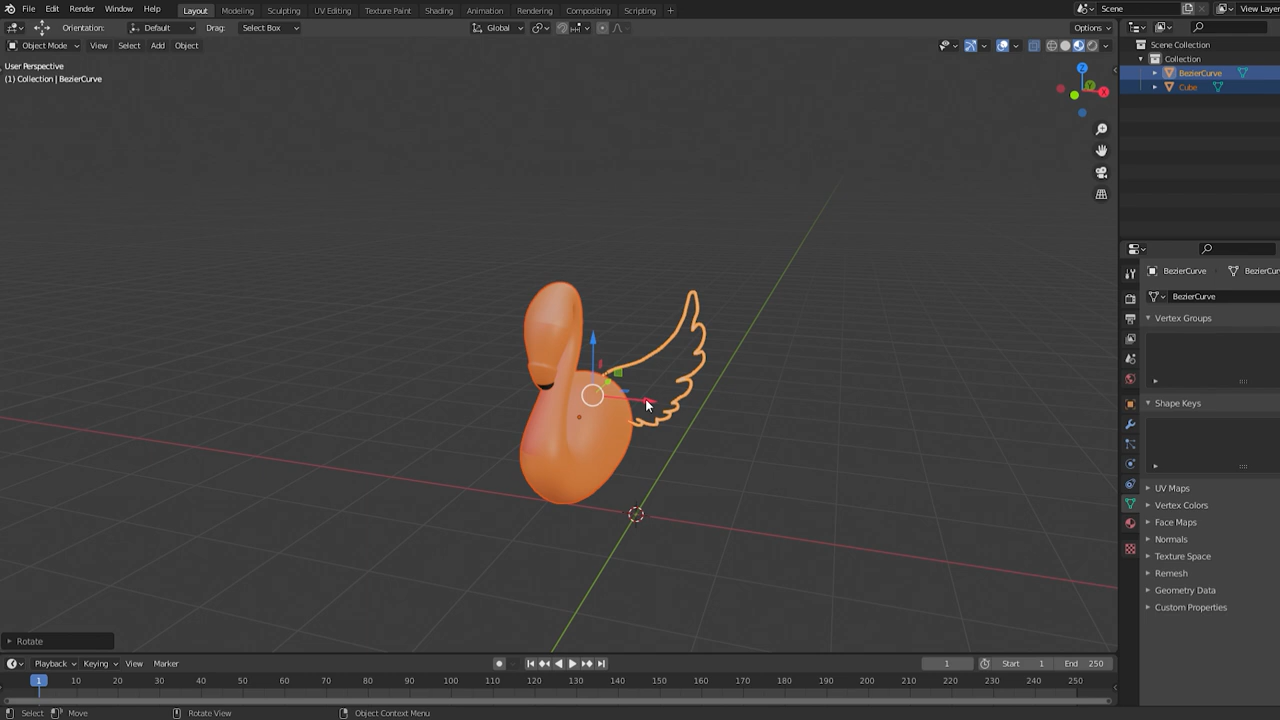 File Edit Render Window Help Layout Modeling Sculpting UV Editing Texture Paint Shading Animation Rendering Compositing Scripting + Scene View Layer
Orientation: Default Drag: Select Box Global Options
Object Mode View Select Add Object
User Perspective
(1) Collection | BezierCurve
Z
Y
X
Scene Collection
Collection
BezierCurve
Cube
BezierCurve BezierCur
BezierCurve
Vertex Groups
Shape Keys
UV Maps
Vertex Colors
Face Maps
Normals
Texture Space
Remesh
Geometry Data
Custom Properties
Rotate
Playback Keying View Marker 1 Start 1 End 250
1 10 20 30 40 50 60 70 80 90 100 110 120 130 140 150 160 170 180 190 200 210 220 230 240 250
Select Move Rotate View Object Context Menu